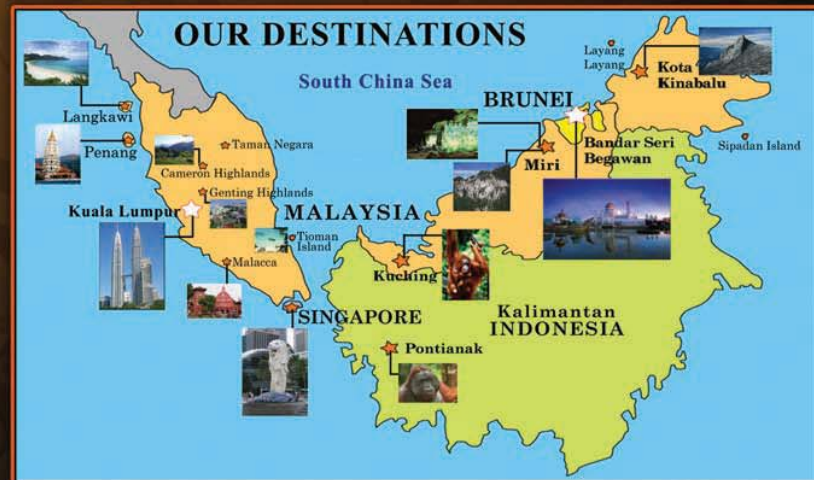 OUR DESTINATIONS
South China Sea
Layang
Layang
Kota
Kinabalu
BRUNEI
Langkawi
Penang
Taman Negara
Cameron Highlands
Genting Highlands
Bandar Seri
Begawan
Sipadan Island
Miri
Kuala Lumpur
MALAYSIA
Tioman
Island
Malacca
Kuching
SINGAPORE
Kalimantan
INDONESIA
Pontianak